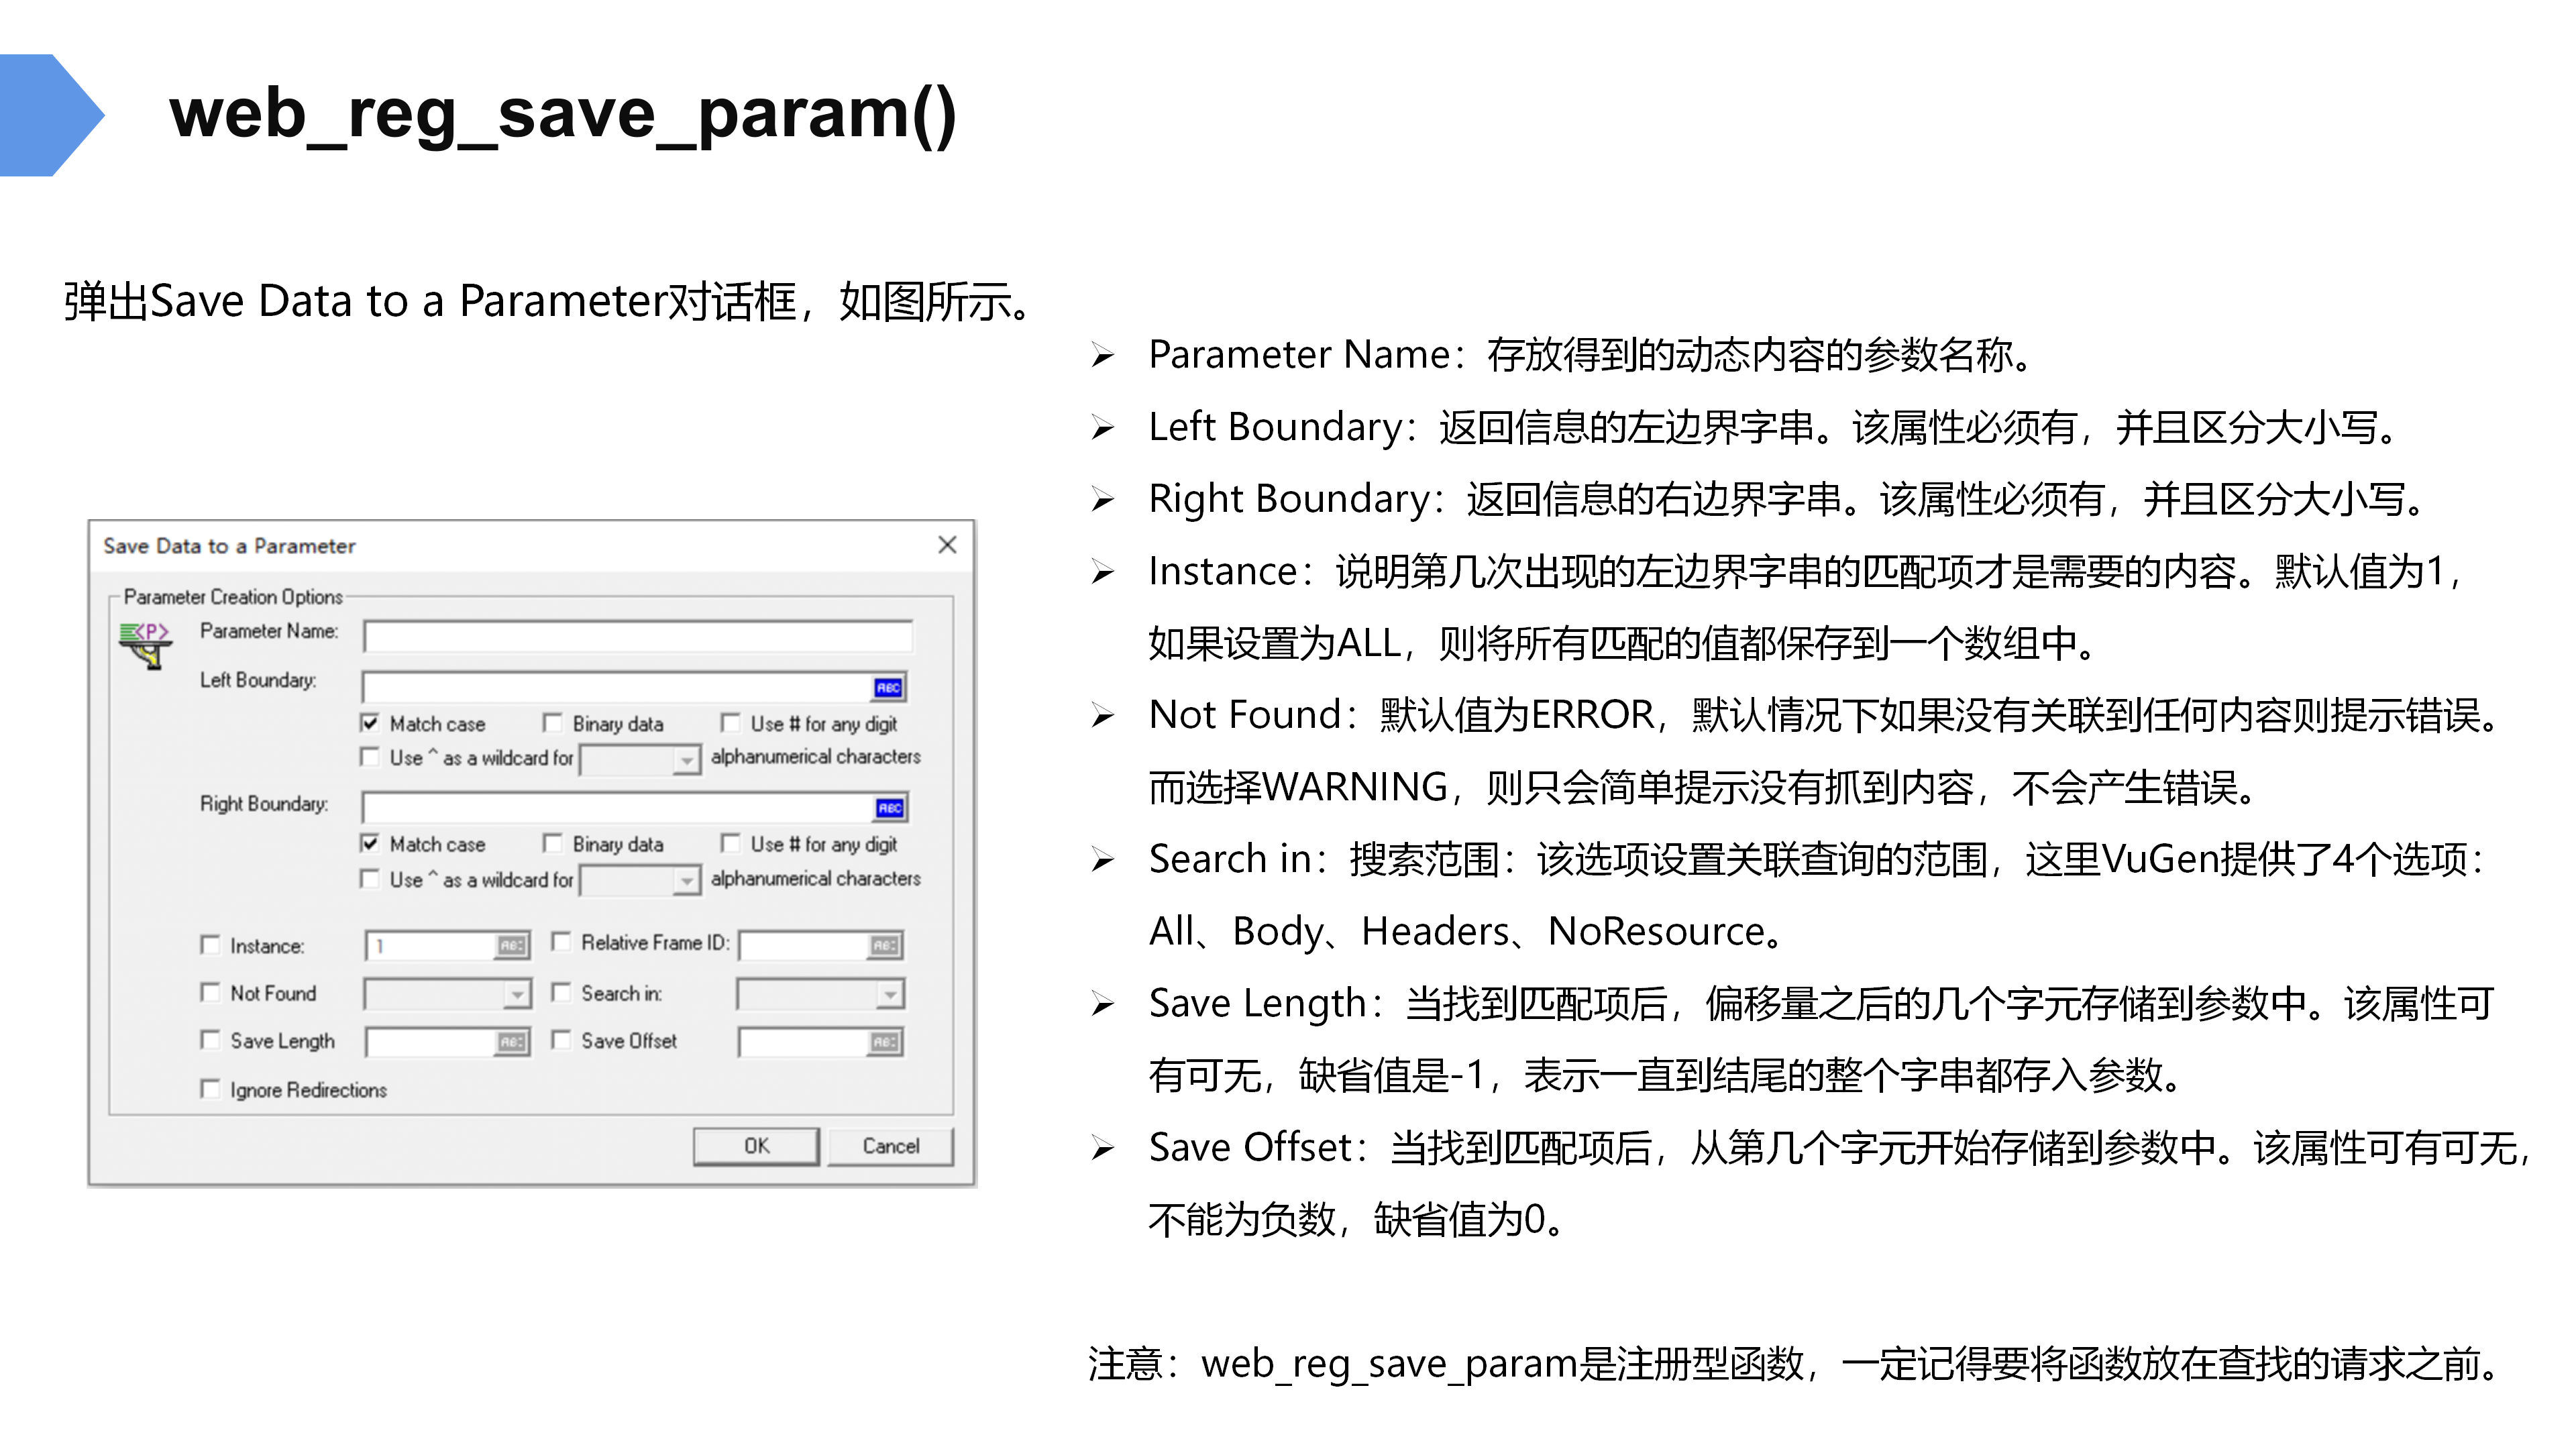 web_reg_save_param()
弹出Save Data to a Parameter对话框，如图所示。
Save Data to a Parameter
Parameter Creation Options
<P>
Parameter Name:
Left Boundary:
ABC
Match case Binary data Use # for any digit
Use ^ as a wildcard for alphanumerical characters
Right Boundary:
ABC
Match case Binary data Use # for any digit
Use ^ as a wildcard for alphanumerical characters
Instance: 1 Relative Frame ID:
Not Found Search in:
Save Length Save Offset
Ignore Redirections
OK Cancel
➢ Parameter Name：存放得到的动态内容的参数名称。
➢ Left Boundary：返回信息的左边界字串。该属性必须有，并且区分大小写。
➢ Right Boundary：返回信息的右边界字串。该属性必须有，并且区分大小写。
➢ Instance：说明第几次出现的左边界字串的匹配项才是需要的内容。默认值为1，
如果设置为ALL，则将所有匹配的值都保存到一个数组中。
➢ Not Found：默认值为ERROR，默认情况下如果没有关联到任何内容则提示错误。
而选择WARNING，则只会简单提示没有抓到内容，不会产生错误。
➢ Search in：搜索范围：该选项设置关联查询的范围，这里VuGen提供了4个选项：
All、Body、Headers、NoResource。
➢ Save Length：当找到匹配项后，偏移量之后的几个字元存储到参数中。该属性可
有可无，缺省值是-1，表示一直到结尾的整个字串都存入参数。
➢ Save Offset：当找到匹配项后，从第几个字元开始存储到参数中。该属性可有可无，
不能为负数，缺省值为0。
注意：web_reg_save_param是注册型函数，一定记得要将函数放在查找的请求之前。